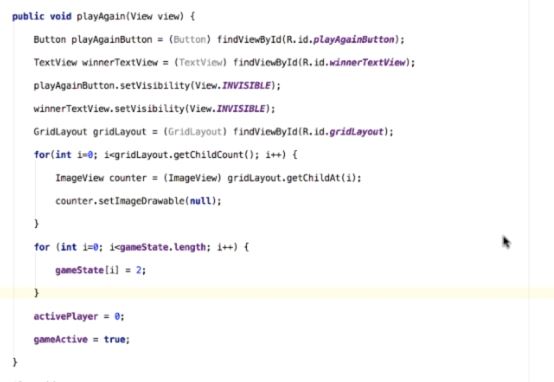 public void playAgain(View view) {
Button playAgainButton = (Button) findViewById(R.id.playAgainButton);
TextView winnerTextView = (TextView) findViewById(R.id.winnerTextView);
playAgainButton.setVisibility(View.INVISIBLE);
winnerTextView.setVisibility(View.INVISIBLE);
GridLayout gridLayout = (GridLayout) findViewById(R.id.gridLayout);
for(int i=0; i<gridLayout.getChildCount(); i++) {
ImageView counter = (ImageView) gridLayout.getChildAt(i);
counter.setImageDrawable(null);
}
for (int i=0; i<gameState.length; i++) {
gameState[i] = 2;
}
activePlayer = 0;
gameActive = true;
}